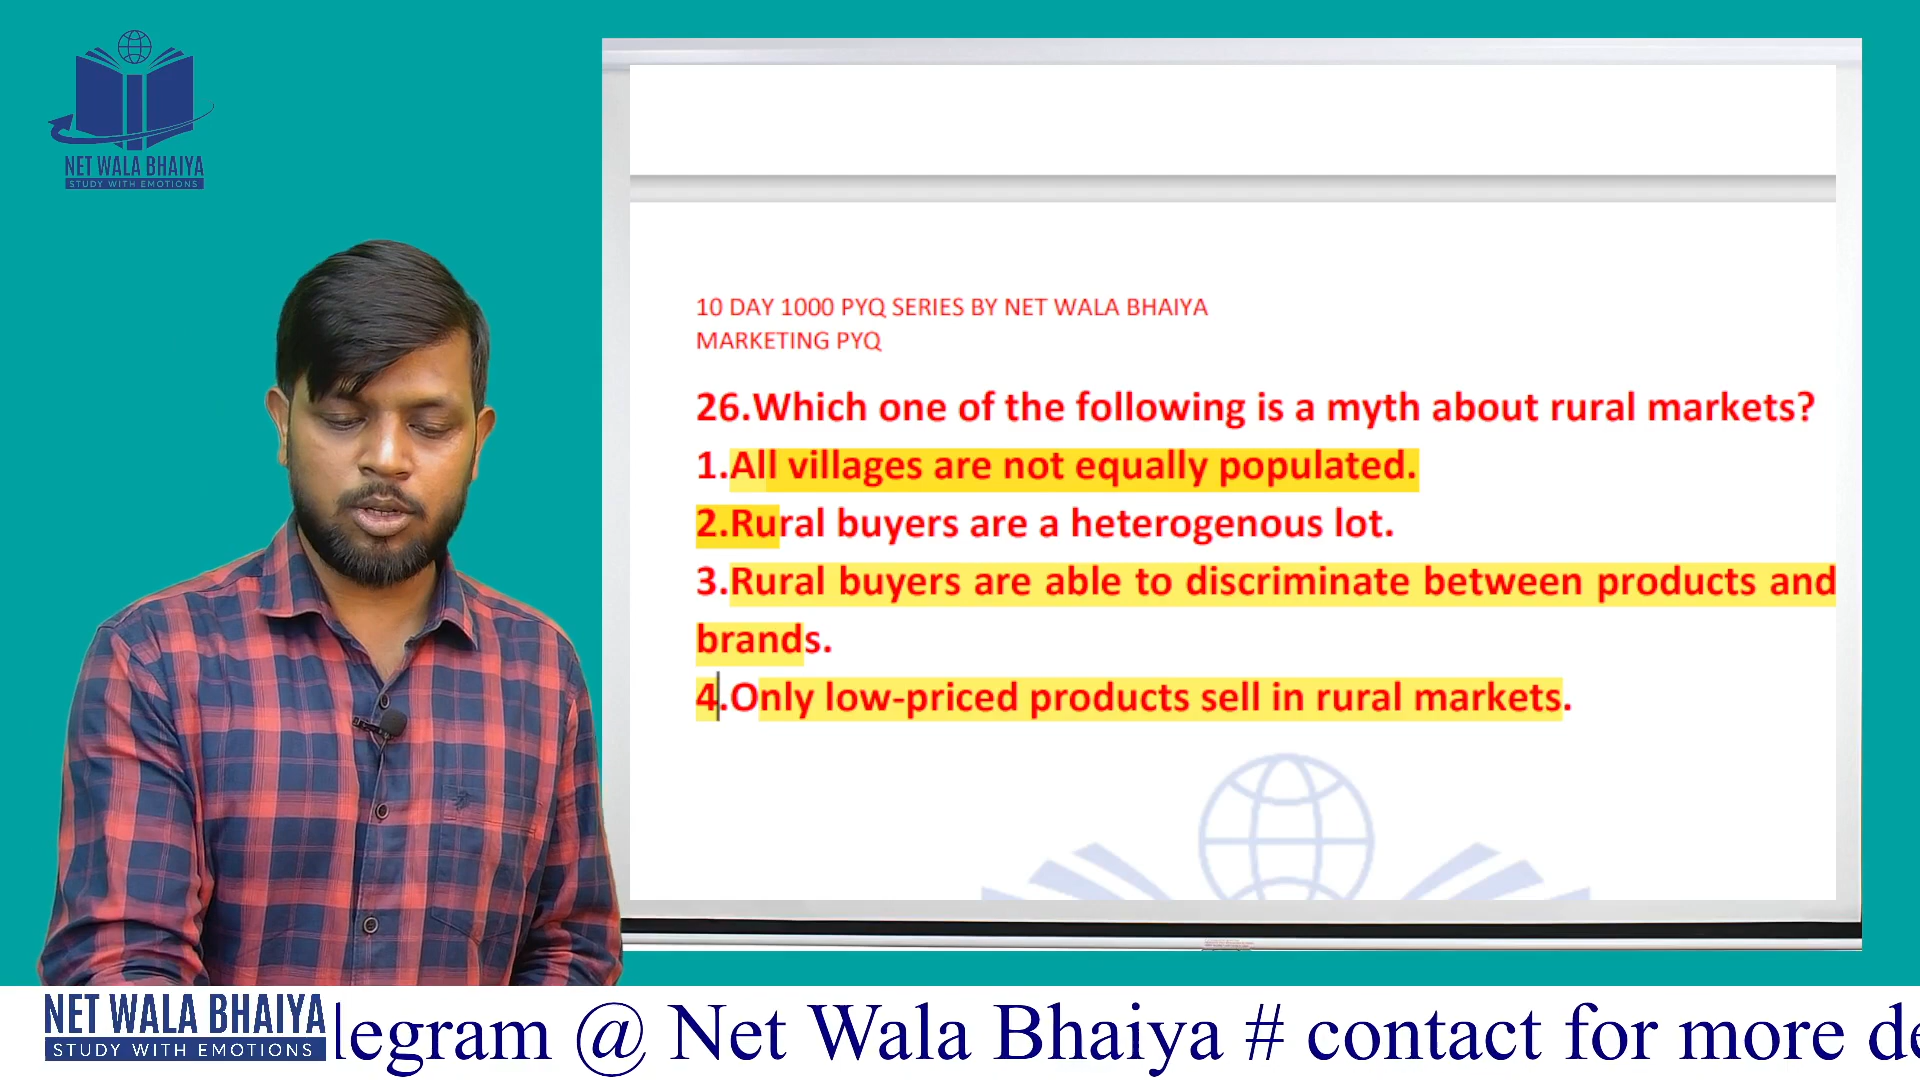 NET WALA BHAIYA
STUDY WITH EMOTIONS
10 DAY 1000 PYQ SERIES BY NET WALA BHAIYA
MARKETING PYQ
26.Which one of the following is a myth about rural markets?
1.All villages are not equally populated.
2.Rural buyers are a heterogenous lot.
3.Rural buyers are able to discriminate between products and
brands.
4.Only low-priced products sell in rural markets.
NET WALA BHAIYA
STUDY WITH EMOTIONS
legram @ Net Wala Bhaiya # contact for more de